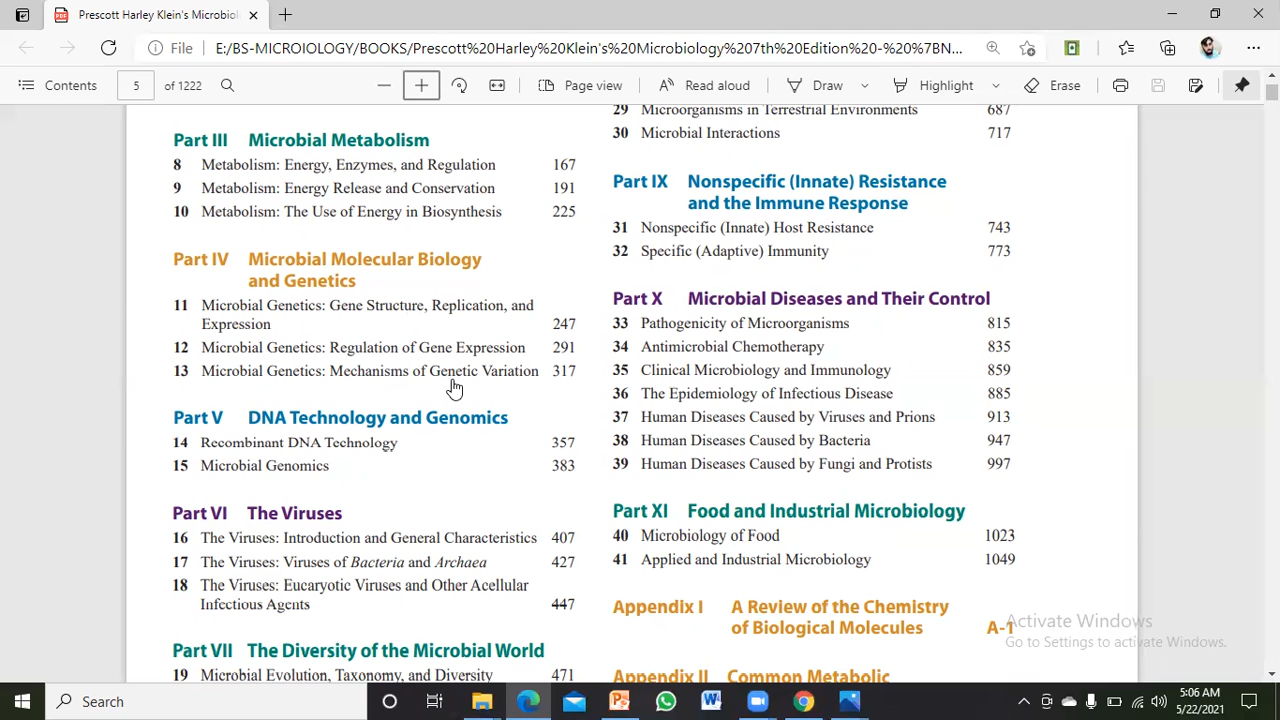 Prescott Harley Klein's Microbiol
File
E:/BS-MICROIOLOGY/BOOKS/Prescott%20Harley%20Klein's%20Microbiology%207th%20Edition%20-%20%7BN...
Contents
5
of 1222
Page view
Read aloud
Draw
Highlight
Erase
Part III Microbial Metabolism
8 Metabolism: Energy, Enzymes, and Regulation 167
9 Metabolism: Energy Release and Conservation 191
10 Metabolism: The Use of Energy in Biosynthesis 225
Part IV Microbial Molecular Biology
and Genetics
11 Microbial Genetics: Gene Structure, Replication, and
Expression 247
12 Microbial Genetics: Regulation of Gene Expression 291
13 Microbial Genetics: Mechanisms of Genetic Variation 317
Part V DNA Technology and Genomics
14 Recombinant DNA Technology 357
15 Microbial Genomics 383
Part VI The Viruses
16 The Viruses: Introduction and General Characteristics 407
17 The Viruses: Viruses of Bacteria and Archaea 427
18 The Viruses: Eucaryotic Viruses and Other Acellular
Infectious Agents 447
Part VII The Diversity of the Microbial World
19 Microbial Evolution, Taxonomy, and Diversity 471
29 Microorganisms in Terrestrial Environments 687
30 Microbial Interactions 717
Part IX Nonspecific (Innate) Resistance
and the Immune Response
31 Nonspecific (Innate) Host Resistance 743
32 Specific (Adaptive) Immunity 773
Part X Microbial Diseases and Their Control
33 Pathogenicity of Microorganisms 815
34 Antimicrobial Chemotherapy 835
35 Clinical Microbiology and Immunology 859
36 The Epidemiology of Infectious Disease 885
37 Human Diseases Caused by Viruses and Prions 913
38 Human Diseases Caused by Bacteria 947
39 Human Diseases Caused by Fungi and Protists 997
Part XI Food and Industrial Microbiology
40 Microbiology of Food 1023
41 Applied and Industrial Microbiology 1049
Appendix I A Review of the Chemistry
of Biological Molecules A-1
Appendix II Common Metabolic
Activate Windows
Go to Settings to activate Windows.
Search
5:06 AM
5/22/2021